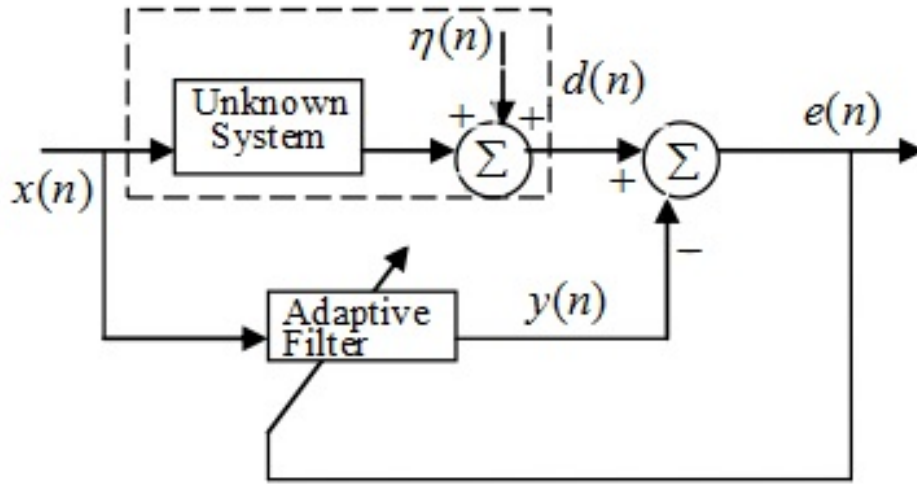 η(n)
Unknown
System
+
+
Σ
d(n)
+
Σ
e(n)
x(n)
−
Adaptive
Filter
y(n)